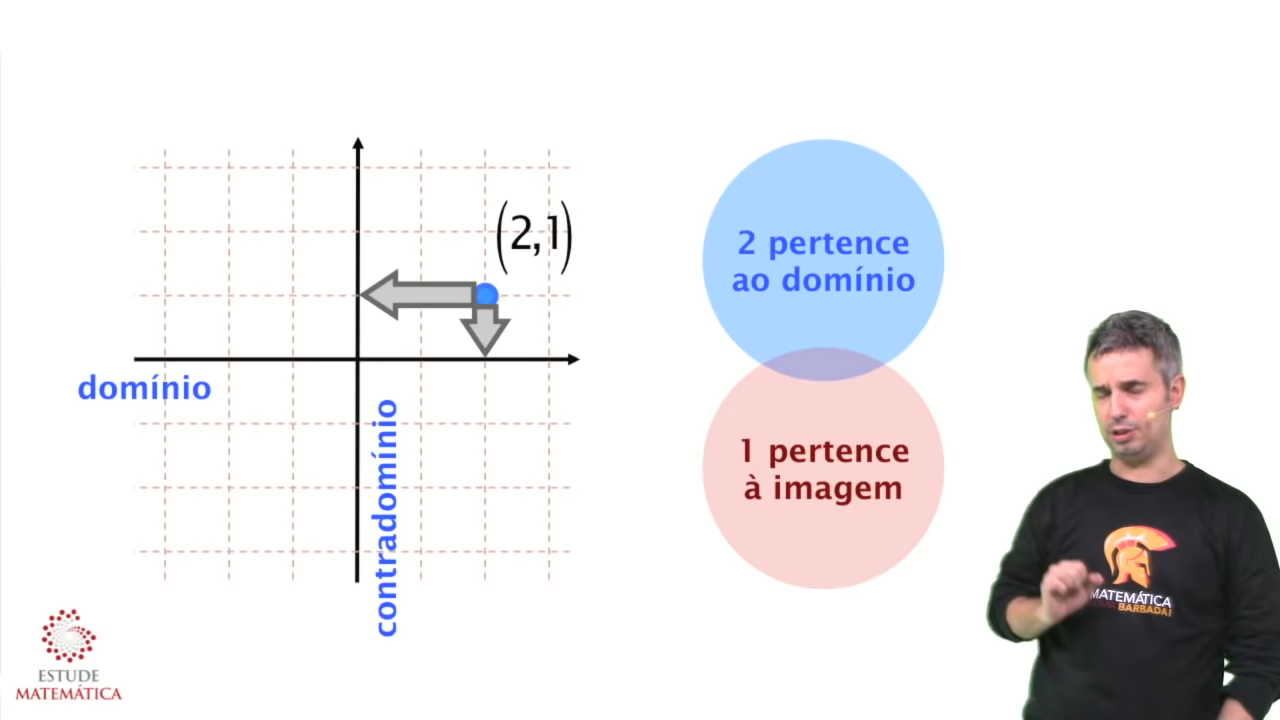 (2,1)
domínio
contradomínio
2 pertence
ao domínio
1 pertence
à imagem
MATEMÁTICA
BARBADA!
ESTUDE
MATEMÁTICA